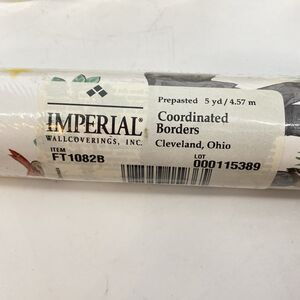 IMPERIAL®
WALLCOVERINGS, INC.
Prepasted 5 yd / 4.57 m
Coordinated
Borders
Cleveland, Ohio
ITEM
FT1082B
LOT
000115389